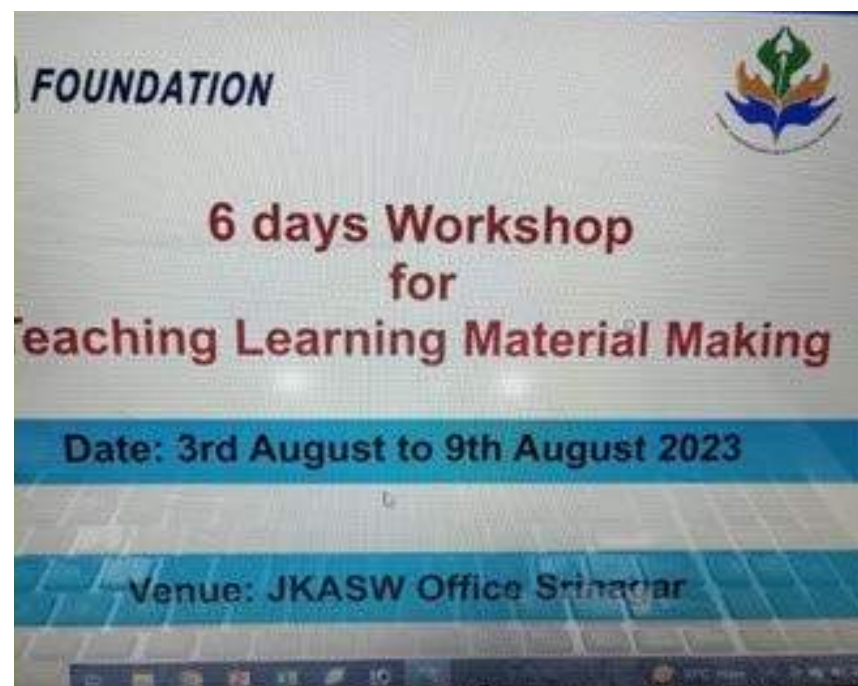 FOUNDATION
6 days Workshop
for
eaching Learning Material Making
Date: 3rd August to 9th August 2023
Venue: JKASW Office Srinagar